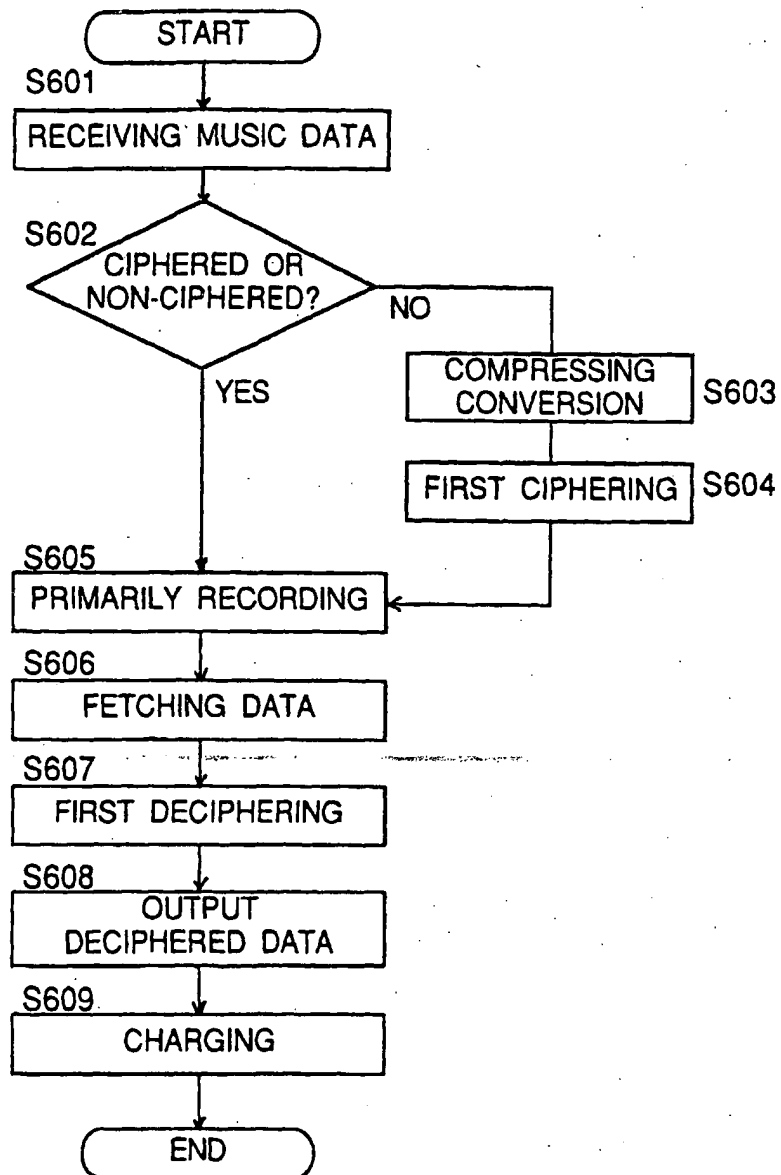 START
S601
RECEIVING MUSIC DATA
S602
CIPHERED OR
NON-CIPHERED?
NO
YES
COMPRESSING
CONVERSION
S603
FIRST CIPHERING
S604
S605
PRIMARILY RECORDING
S606
FETCHING DATA
S607
FIRST DECIPHERING
S608
OUTPUT
DECIPHERED DATA
S609
CHARGING
END